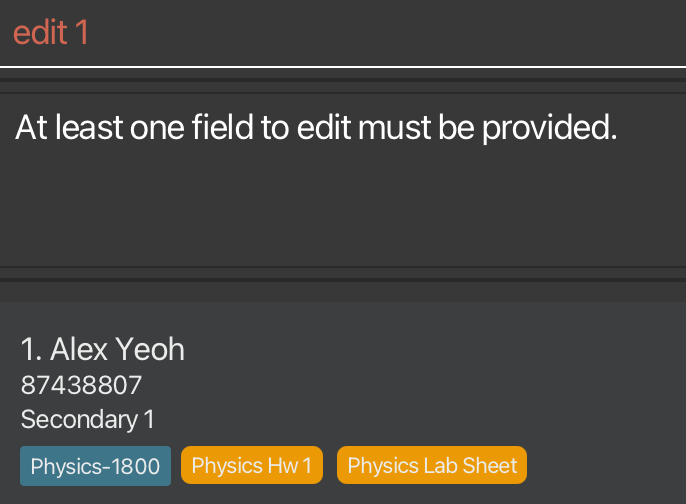 edit 1
At least one field to edit must be provided.
1. Alex Yeoh
87438807
Secondary 1
Physics-1800 Physics Hw 1 Physics Lab Sheet